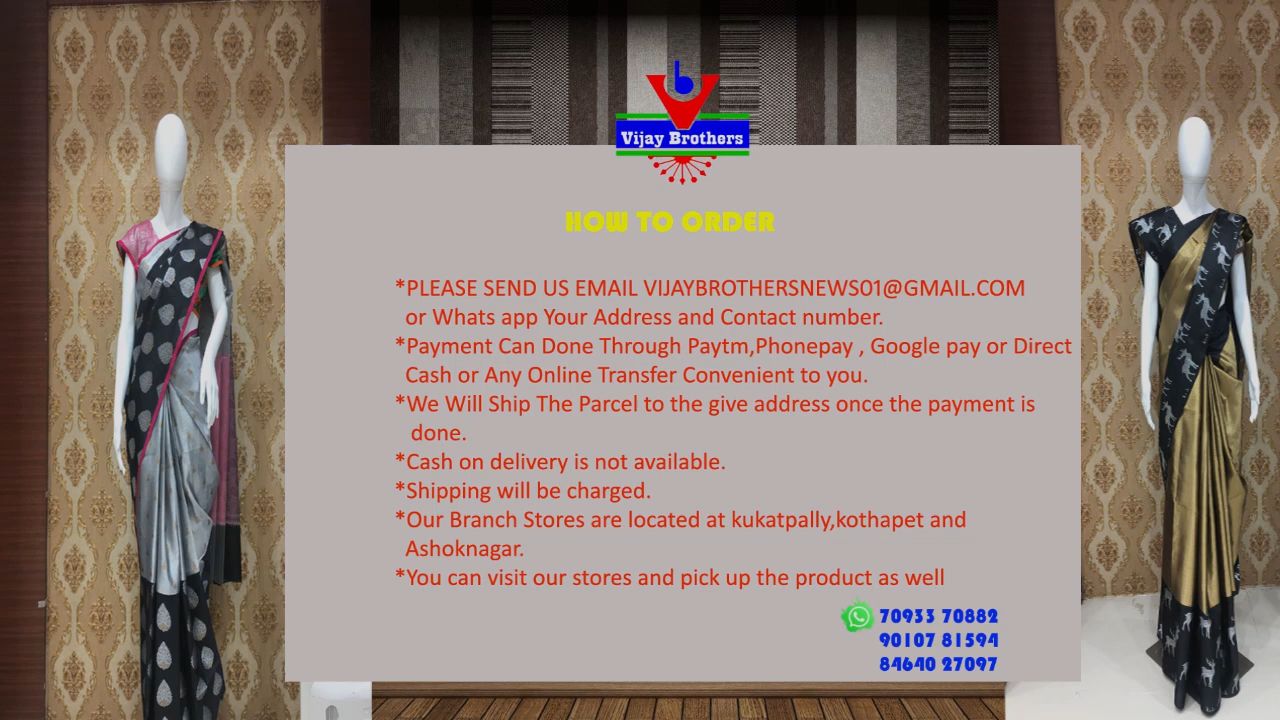 b
Vijay Brothers
HOW TO ORDER
*PLEASE SEND US EMAIL VIJAYBROTHERSNEWS01@GMAIL.COM
or Whats app Your Address and Contact number.
*Payment Can Done Through Paytm,Phonepay , Google pay or Direct
Cash or Any Online Transfer Convenient to you.
*We Will Ship The Parcel to the give address once the payment is
done.
*Cash on delivery is not available.
*Shipping will be charged.
*Our Branch Stores are located at kukatpally,kothapet and
Ashoknagar.
*You can visit our stores and pick up the product as well
70933 70882
90107 81594
84640 27097